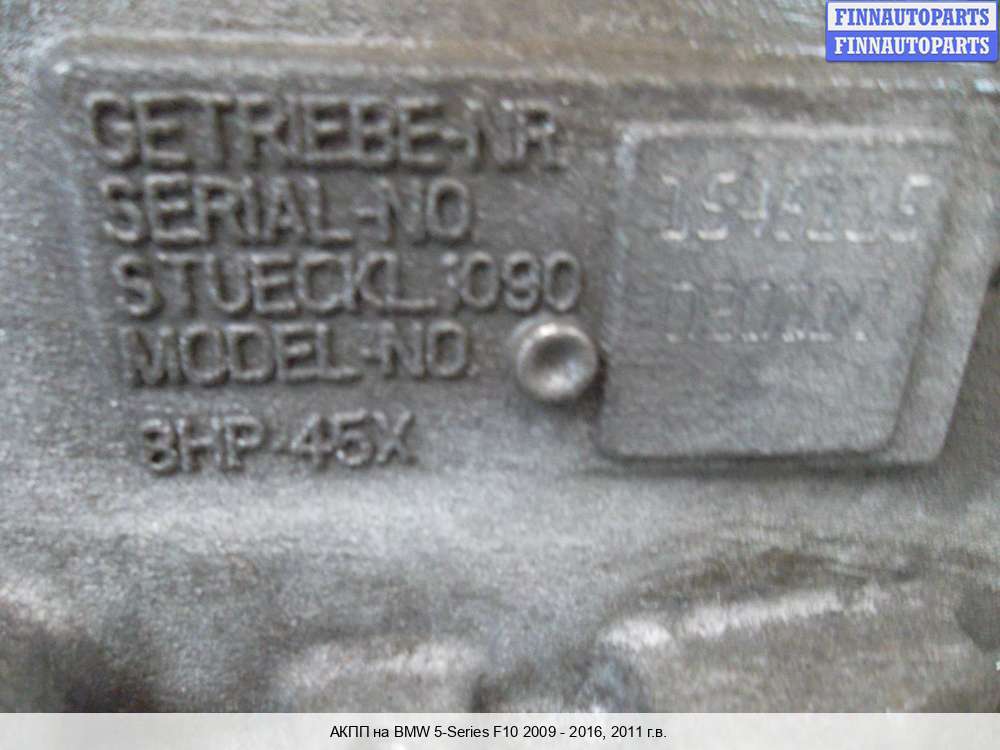 FINNAUTOPARTS
FINNAUTOPARTS
GETRIEBE-NR.
SERIAL-NO
STUECKL. 1090
MODEL-NO.
8HP-45X
АКПП на BMW 5-Series F10 2009 - 2016, 2011 г.в.